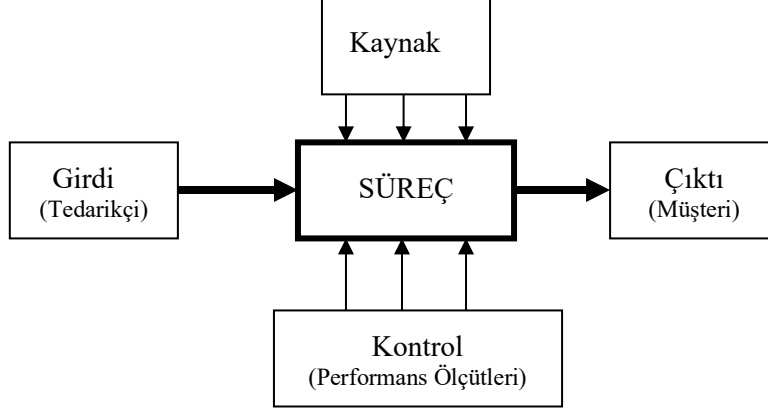 Kaynak
Girdi
(Tedarikçi)
SÜREÇ
Çıktı
(Müşteri)
Kontrol
(Performans Ölçütleri)